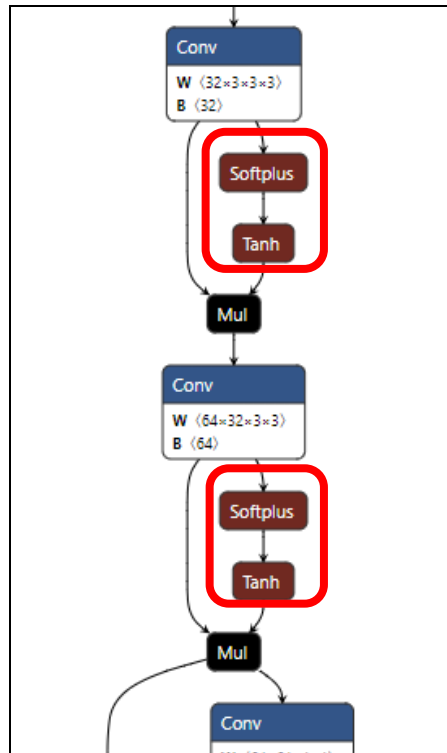 Conv
W ⟨32×3×3×3⟩
B ⟨32⟩
Softplus
Tanh
Mul
Conv
W ⟨64×32×3×3⟩
B ⟨64⟩
Softplus
Tanh
Mul
Conv